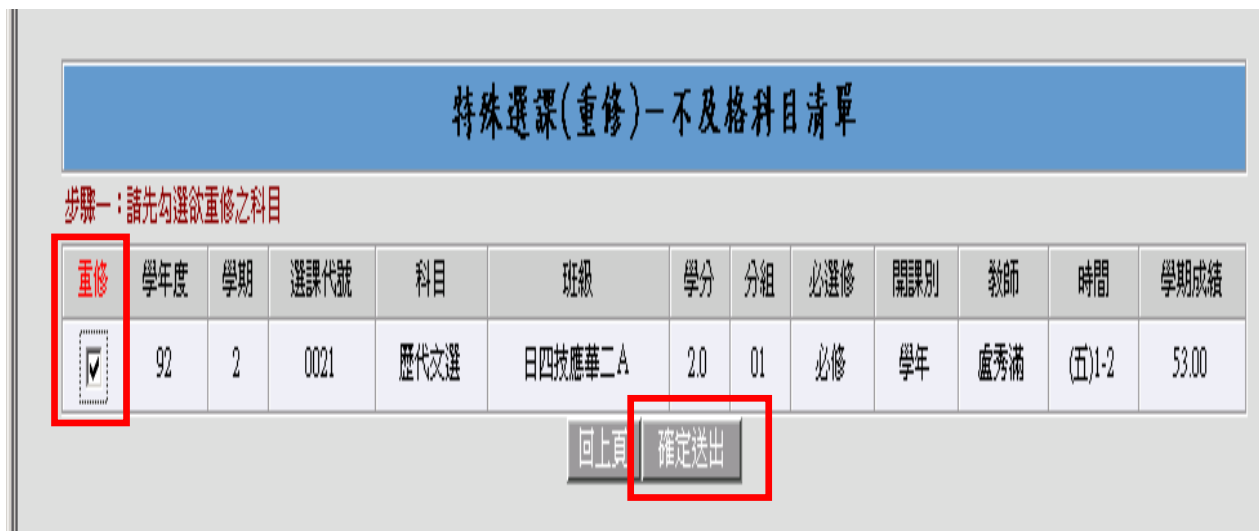 特殊選課(重修)－不及格科目清單
步驟一：請先勾選欲重修之科目
重修 學年度 學期 選課代號 科目 班級 學分 分組 必選修 開課別 教師 時間 學期成績
92 2 0021 歷代文選 日四技應華二A 2.0 01 必修 學年 盧秀滿 (五)1-2 53.00
回上頁 確定送出